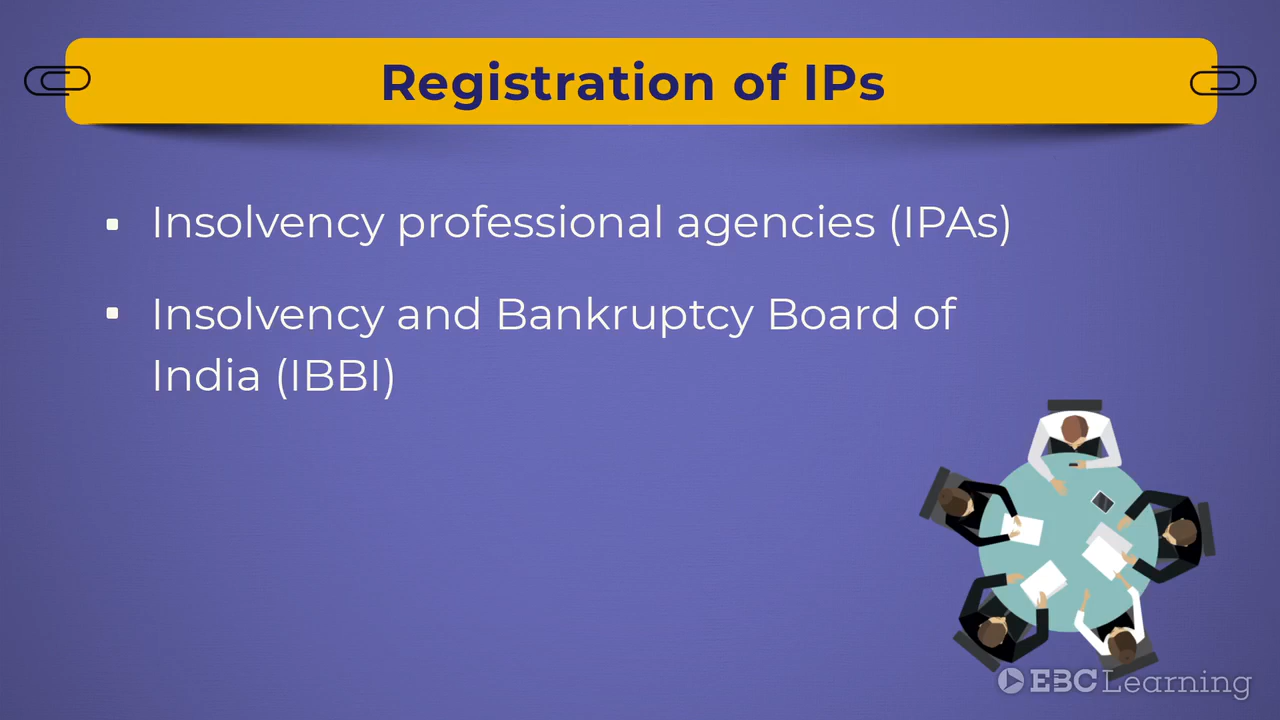 Registration of IPs
▪ Insolvency professional agencies (IPAs)
▪ Insolvency and Bankruptcy Board of
India (IBBI)
EBC Learning